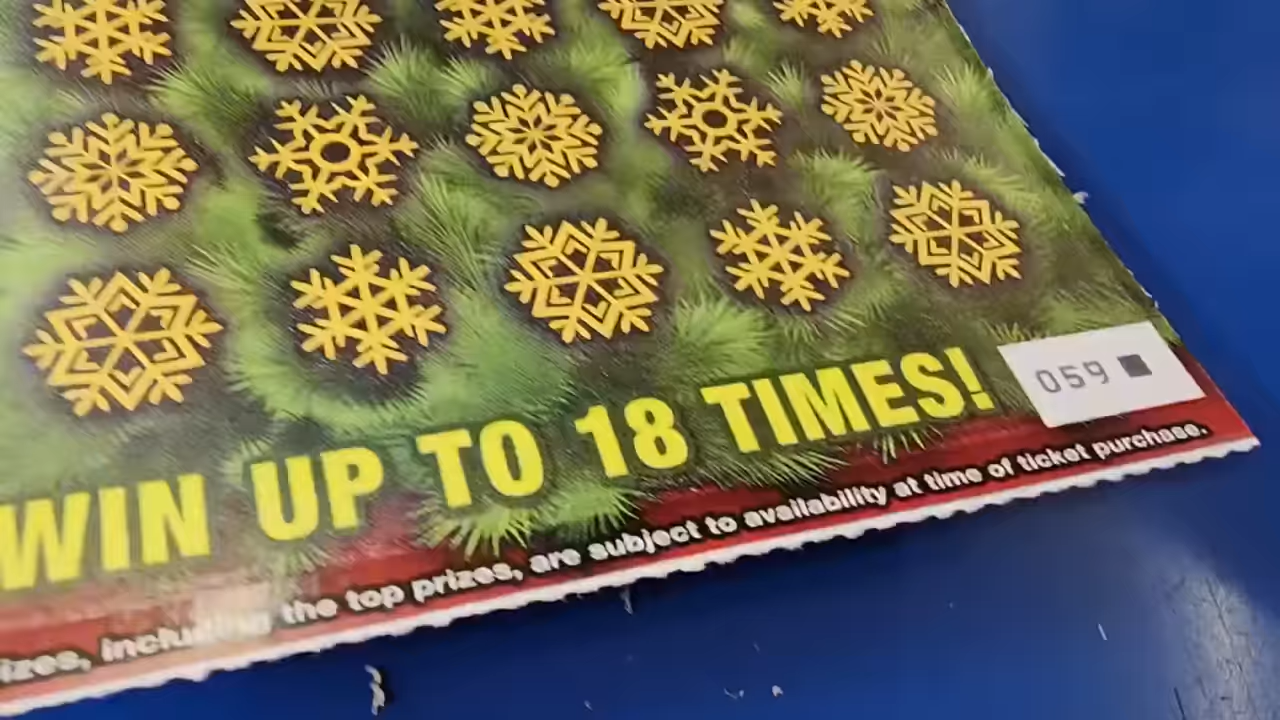 WIN UP TO 18 TIMES!
059
izes, including the top prizes, are subject to availability at time of ticket purchase.